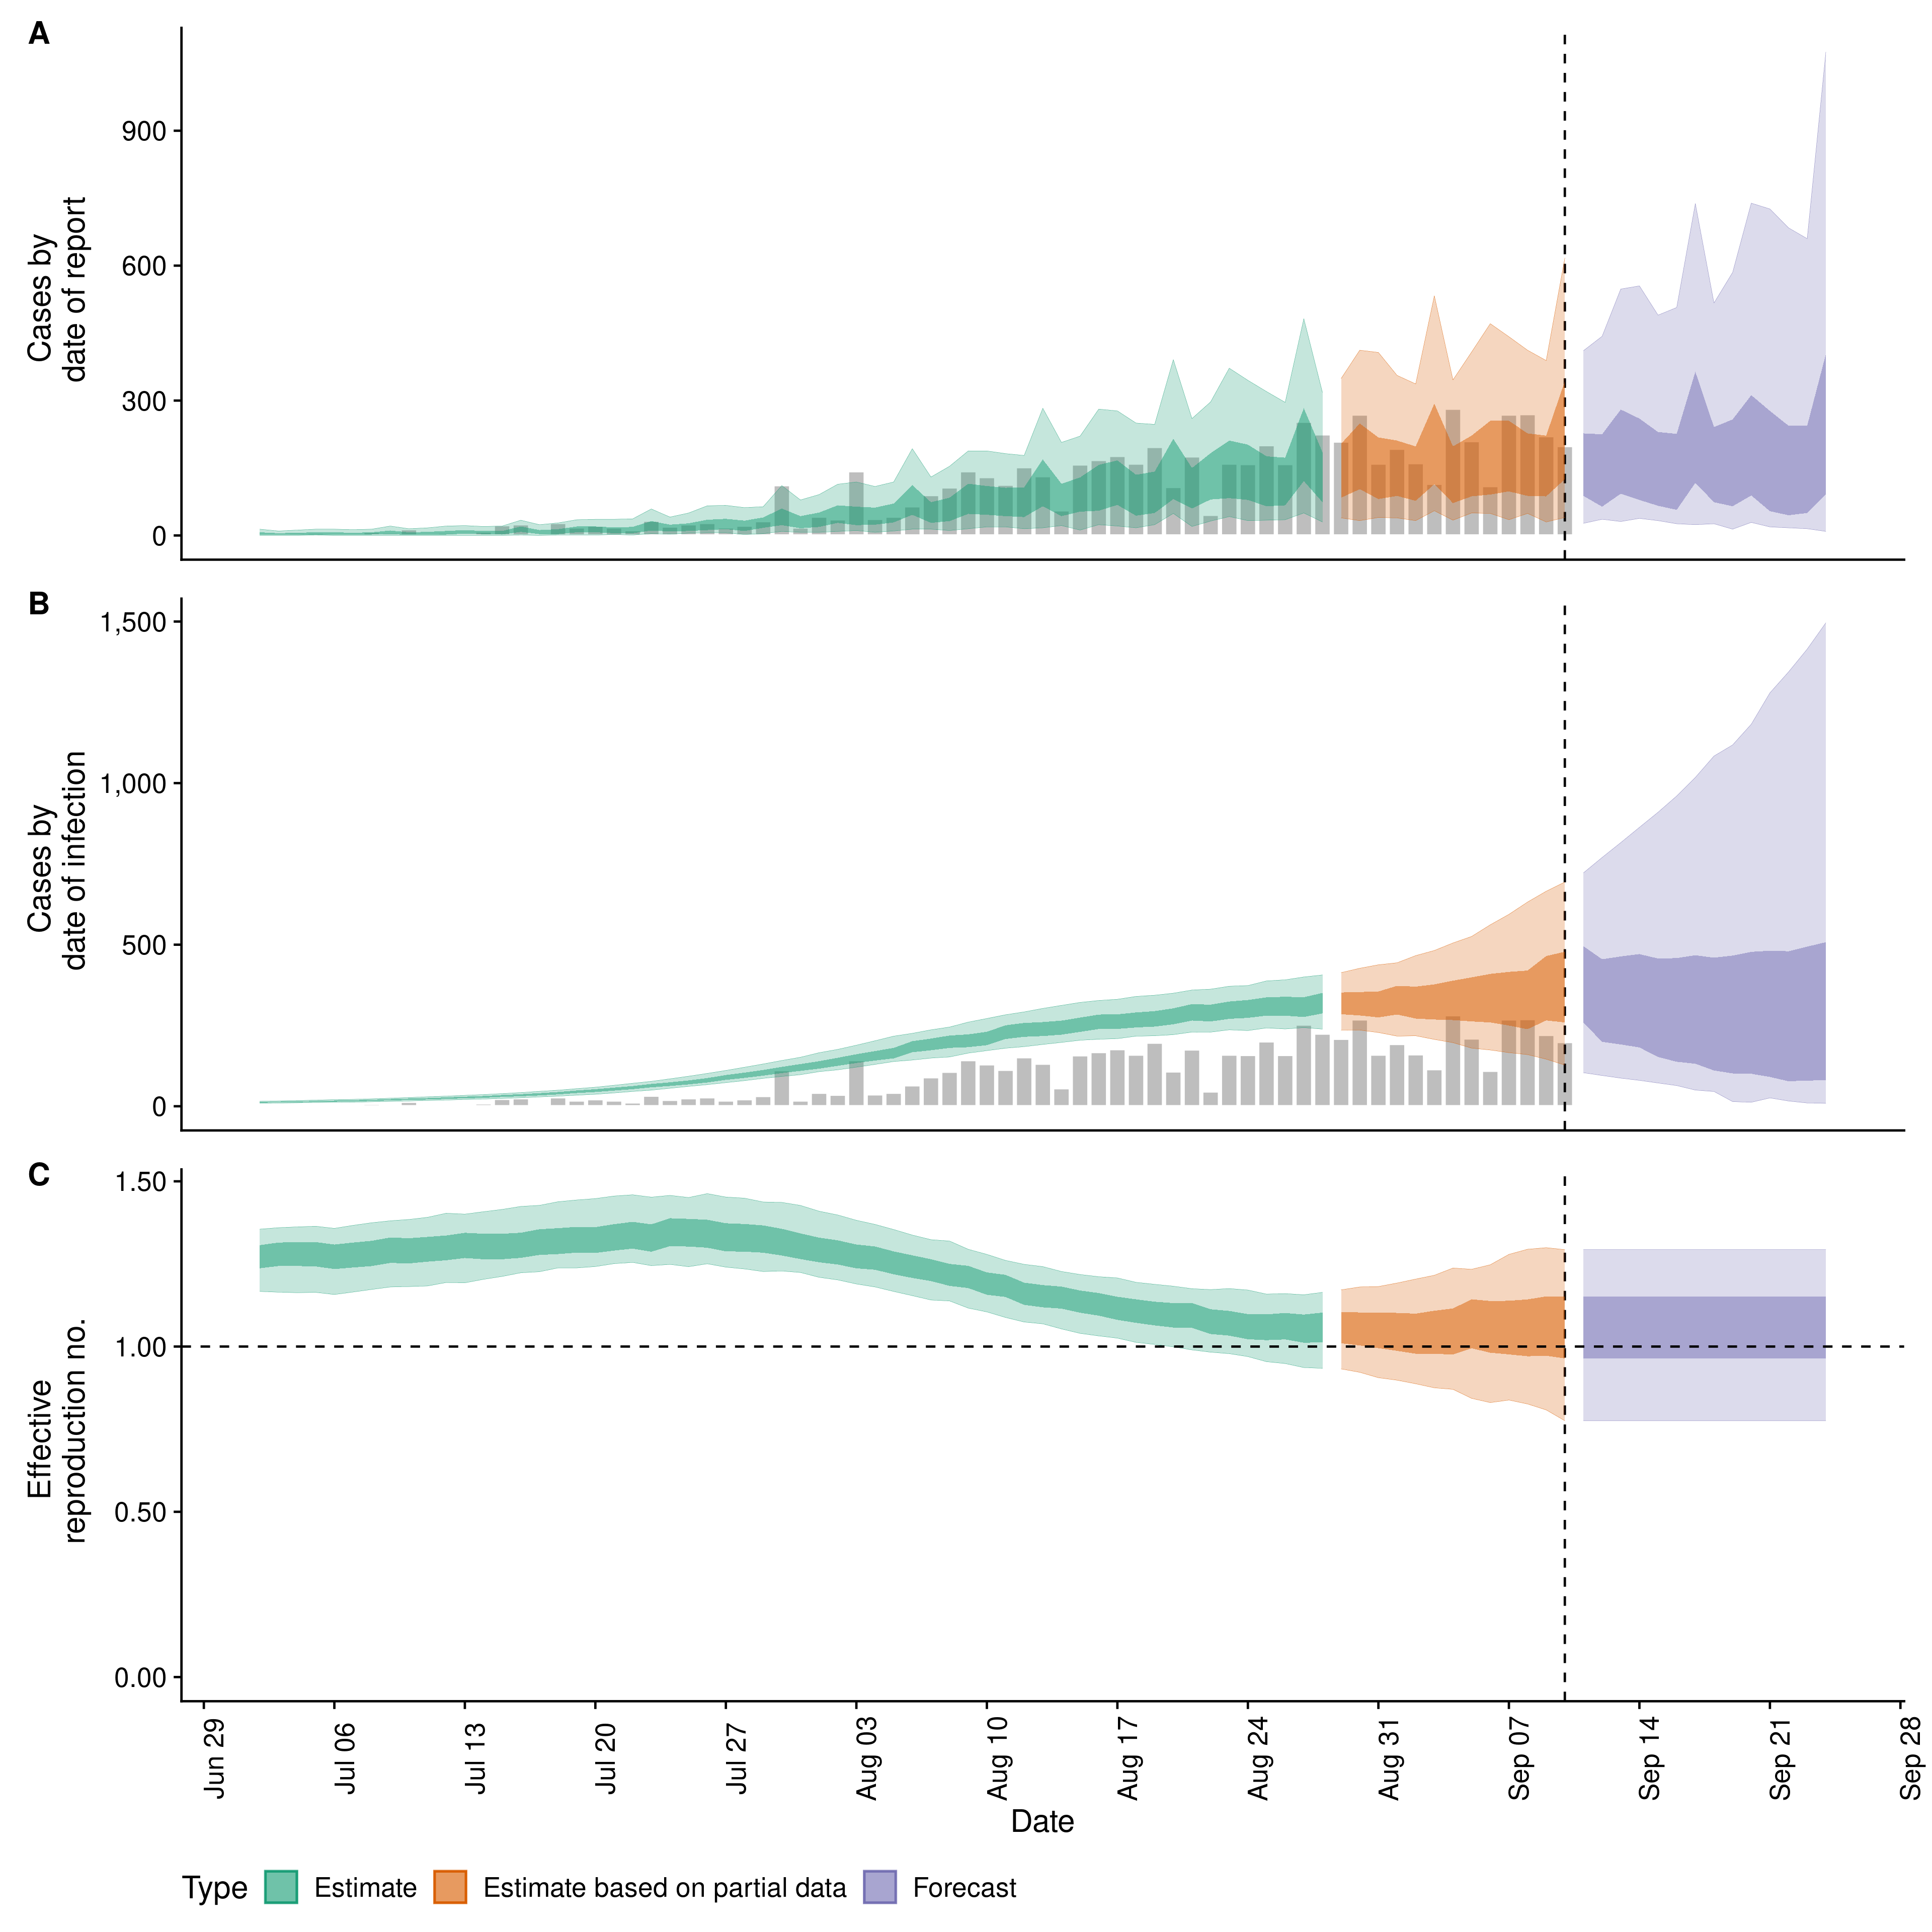 A
Cases by
date of report
900
600
300
0
B
Cases by
date of infection
1,500
1,000
500
0
C
Effective
reproduction no.
1.50
1.00
0.50
0.00
Jun 29
Jul 06
Jul 13
Jul 20
Jul 27
Aug 03
Aug 10
Aug 17
Aug 24
Aug 31
Sep 07
Sep 14
Sep 21
Sep 28
Date
Type
Estimate
Estimate based on partial data
Forecast